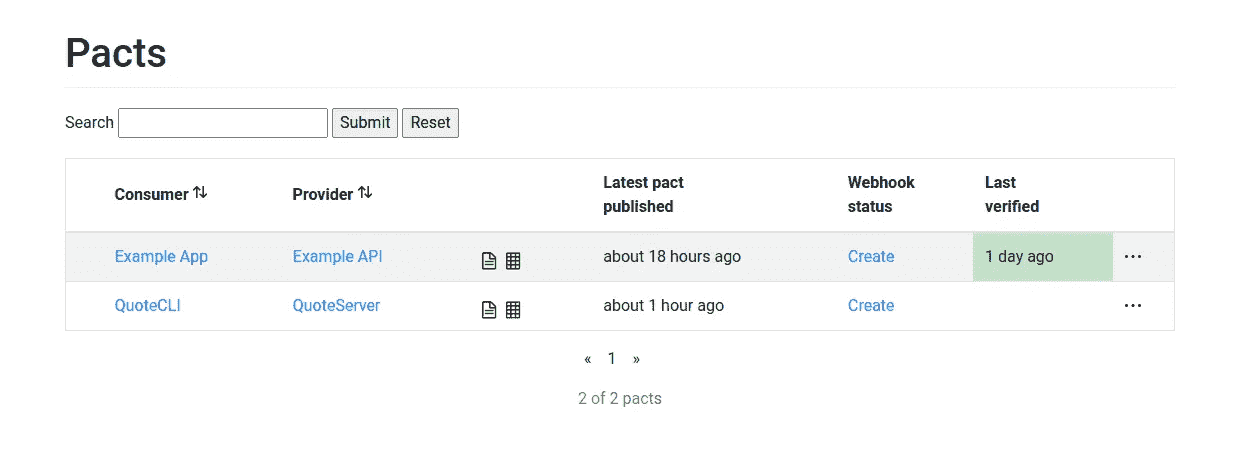 Pacts
Search Submit Reset
Consumer Provider Latest pact published Webhook status Last verified
Example App Example API about 18 hours ago Create 1 day ago ...
QuoteCLI QuoteServer about 1 hour ago Create ...
« 1 »
2 of 2 pacts